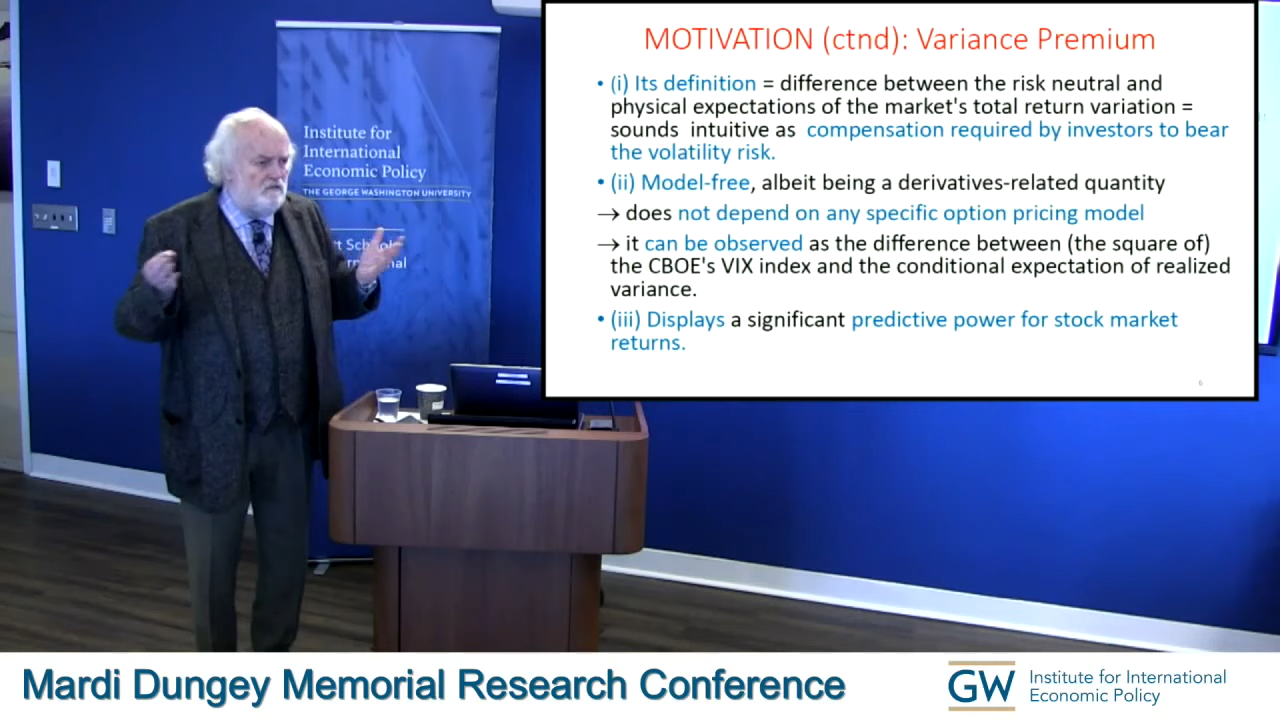 MOTIVATION (ctnd): Variance Premium
• (i) Its definition = difference between the risk neutral and
physical expectations of the market's total return variation =
sounds intuitive as compensation required by investors to bear
the volatility risk.
• (ii) Model-free, albeit being a derivatives-related quantity
→ does not depend on any specific option pricing model
→ it can be observed as the difference between (the square of)
the CBOE's VIX index and the conditional expectation of realized
variance.
• (iii) Displays a significant predictive power for stock market
returns.
6
Institute for
International
Economic Policy
THE GEORGE WASHINGTON UNIVERSITY
Mardi Dungey Memorial Research Conference
GW
Institute for International
Economic Policy